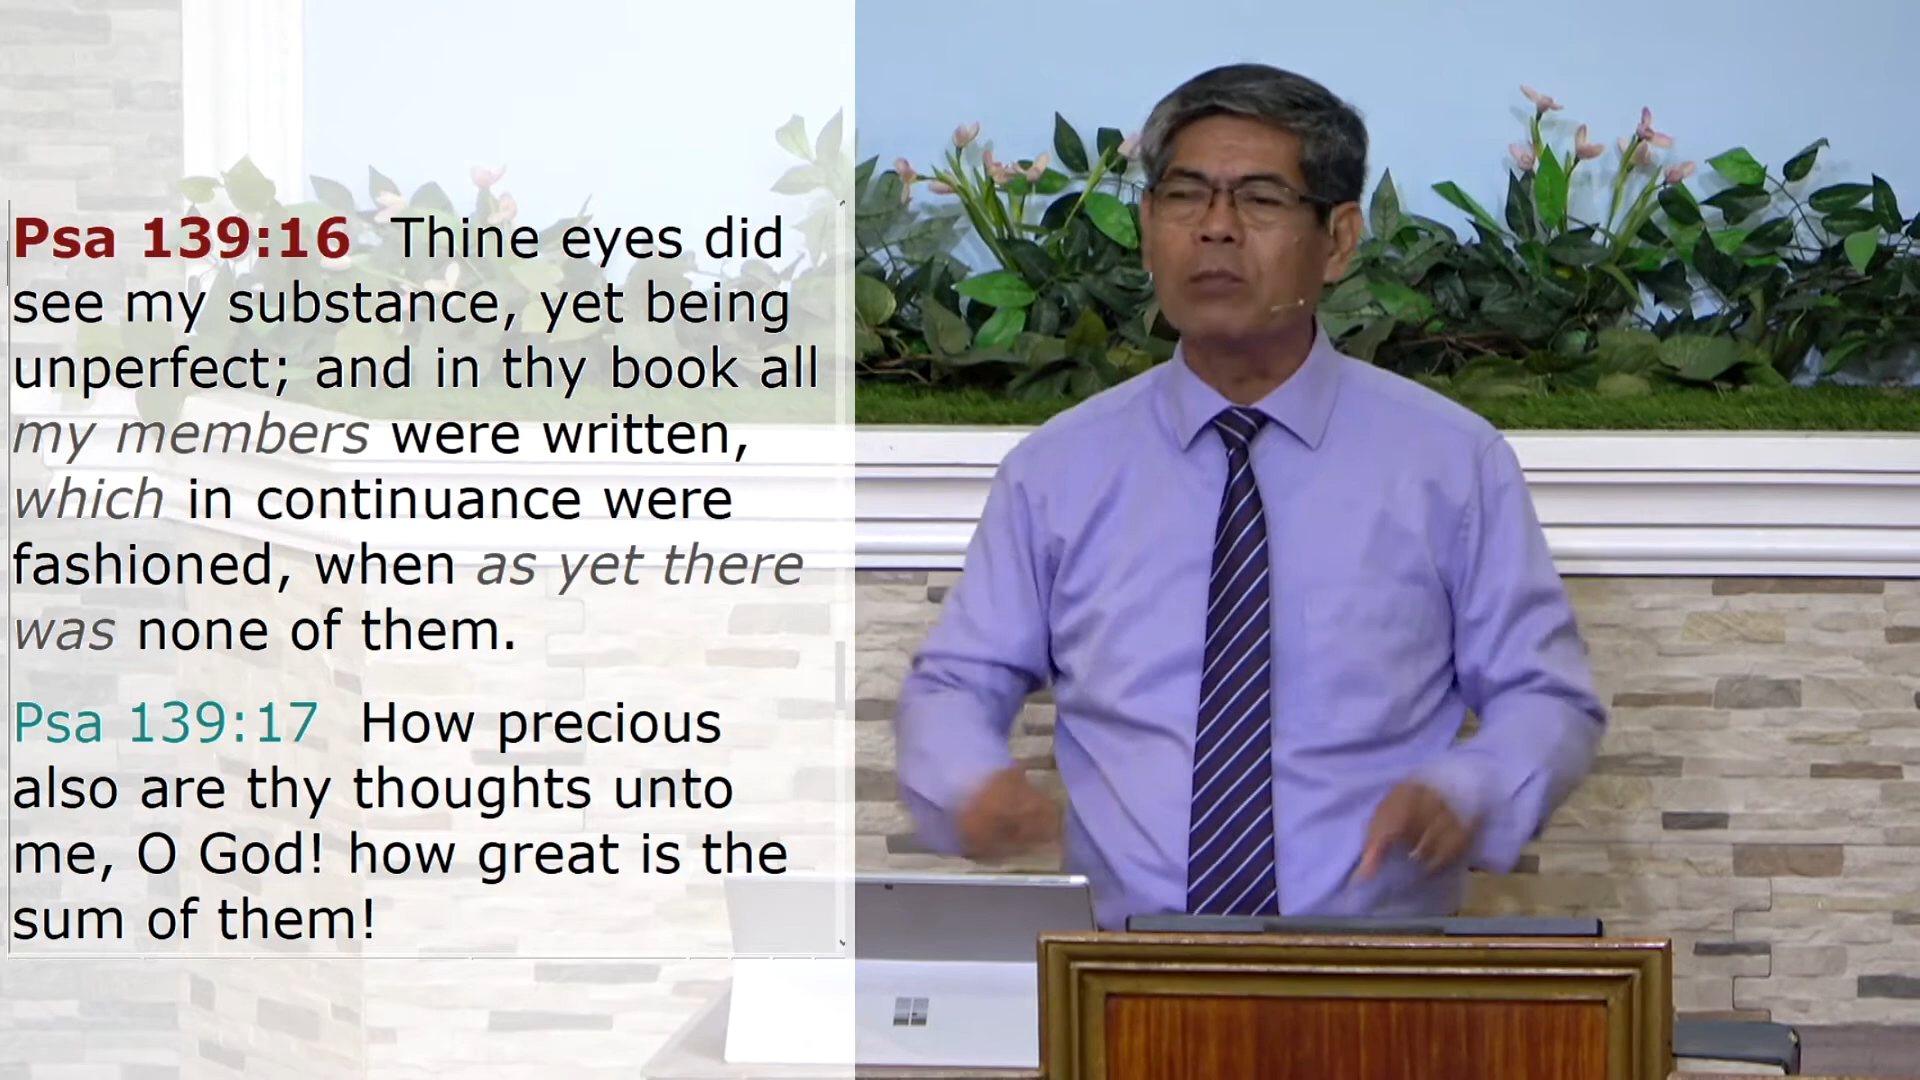 Psa 139:16 Thine eyes did
see my substance, yet being
unperfect; and in thy book all
my members were written,
which in continuance were
fashioned, when as yet there
was none of them.
Psa 139:17 How precious
also are thy thoughts unto
me, O God! how great is the
sum of them!